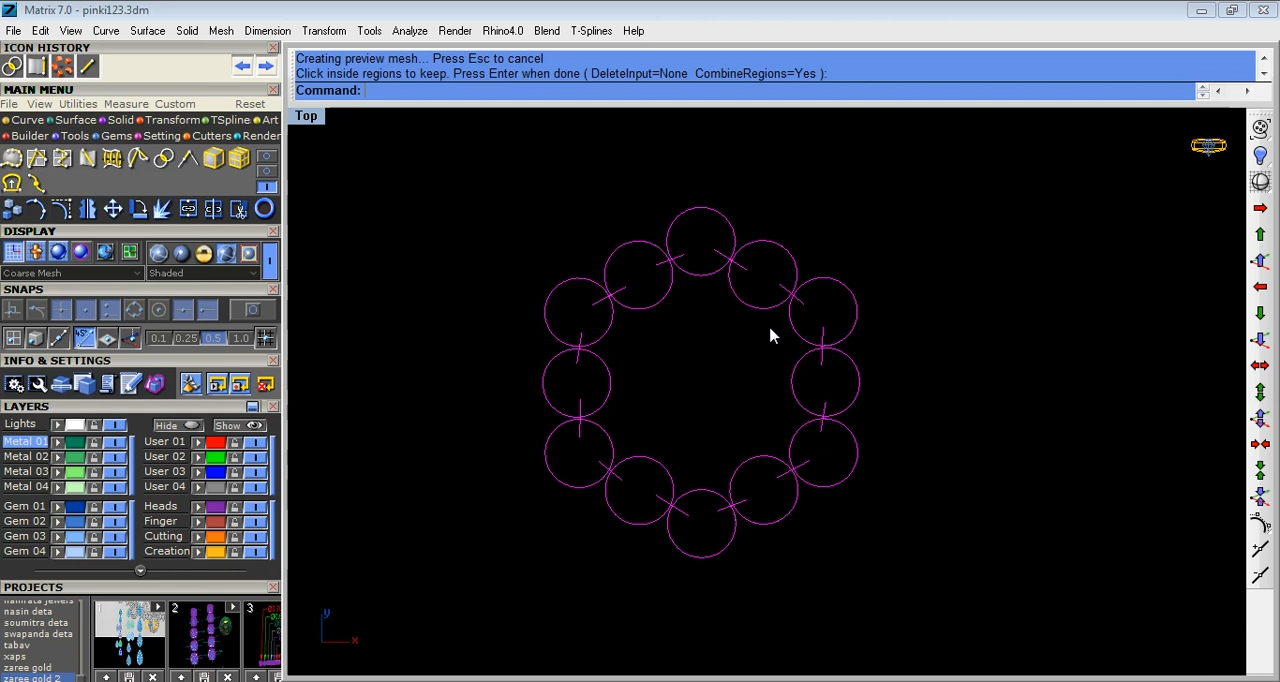 Matrix 7.0 - pinki123.3dm
File Edit View Curve Surface Solid Mesh Dimension Transform Tools Analyze Render Rhino4.0 Blend T-Splines Help
ICON HISTORY
Creating preview mesh... Press Esc to cancel
Click inside regions to keep. Press Enter when done ( DeleteInput=None CombineRegions=Yes ):
Command:
MAIN MENU
File View Utilities Measure Custom Reset
Curve Surface Solid Transform TSpline Art
Builder Tools Gems Setting Cutters Render
Top
DISPLAY
Coarse Mesh Shaded
SNAPS
45°
0.1 0.25 0.5 1.0
INFO & SETTINGS
LAYERS
Lights Hide Show
Metal 01 User 01
Metal 02 User 02
Metal 03 User 03
Metal 04 User 04
Gem 01 Heads
Gem 02 Finger
Gem 03 Cutting
Gem 04 Creation
PROJECTS
namrata jewels
nasin deta
soumitra deta
swapanda deta
tabav
xaps
zaree gold
zaree gold 2
1 2 3
y
x